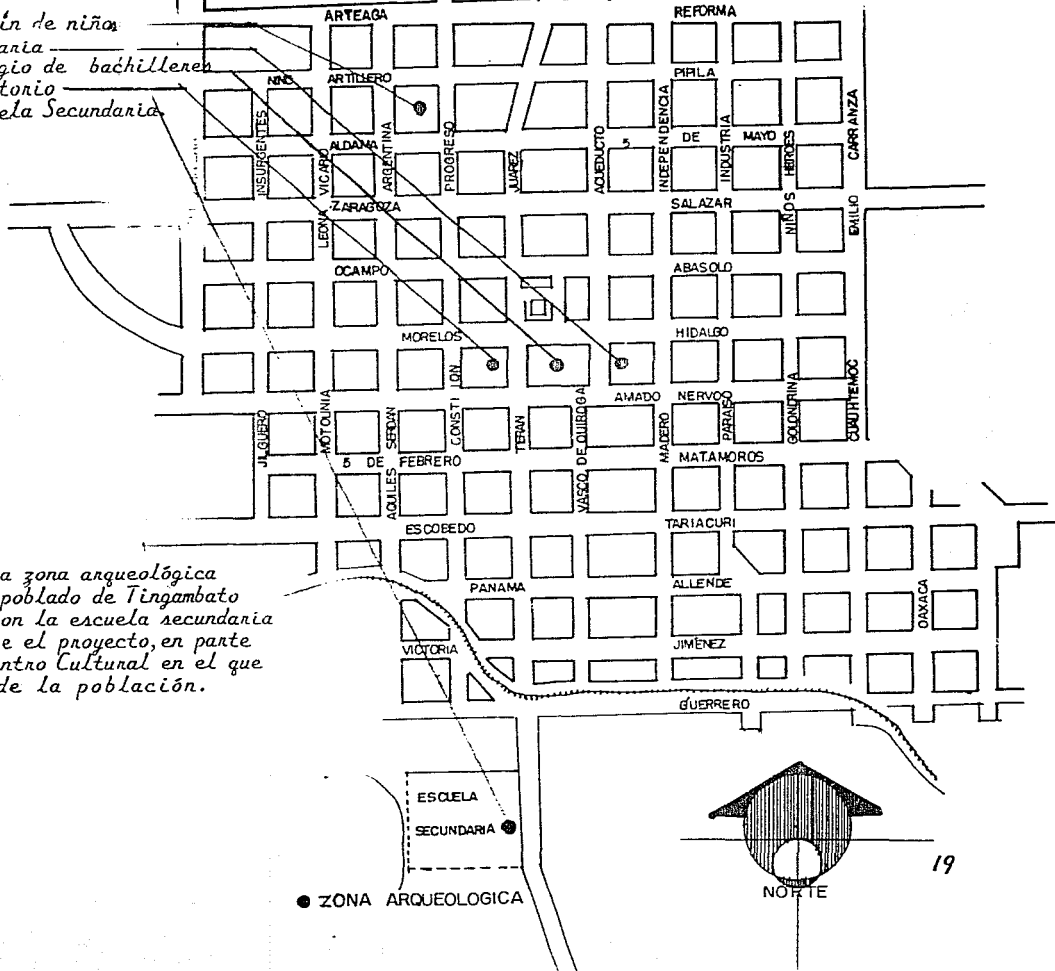 ARTEAGA
REFORMA
ín de niños
aria
gio de bachilleres
torio
ela Secundaria.
NIÑO ARTILLERO
PIPILA
INSURGENTES
LEONA VICARIO
ALDAMA
ARGENTINA
PROGRESO
JUAREZ
ACUEDUCTO
5 DE MAYO
INDEPENDENCIA
INDUSTRIA
NIÑOS HEROES
EMILIO CARRANZA
ZARAGOZA
SALAZAR
OCAMPO
ABASOLO
MORELOS
HIDALGO
JILGUERO
MOTOLINIA
AQUILES SERDAN
CONSTI ION
TERAN
VASCO DE QUIROGA
AMADO NERVO
MADERO
PARAISO
GOLONDRINA
CUAUHTEMOC
5 DE FEBRERO
MATAMOROS
ESCOBEDO
TARIACURI
PANAMA
ALLENDE
OAXACA
VICTORIA
JIMENEZ
GUERRERO
a zona arqueológica
poblado de Tingambato
on la escuela secundaria
e el proyecto, en parte
ntro Cultural en el que
de la población.
ESCUELA
SECUNDARIA
ZONA ARQUEOLOGICA
NORTE
19